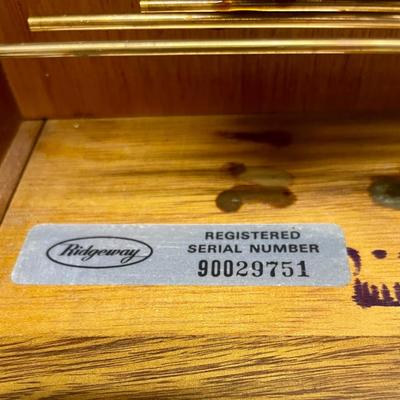 Ridgeway
REGISTERED
SERIAL NUMBER
90029751